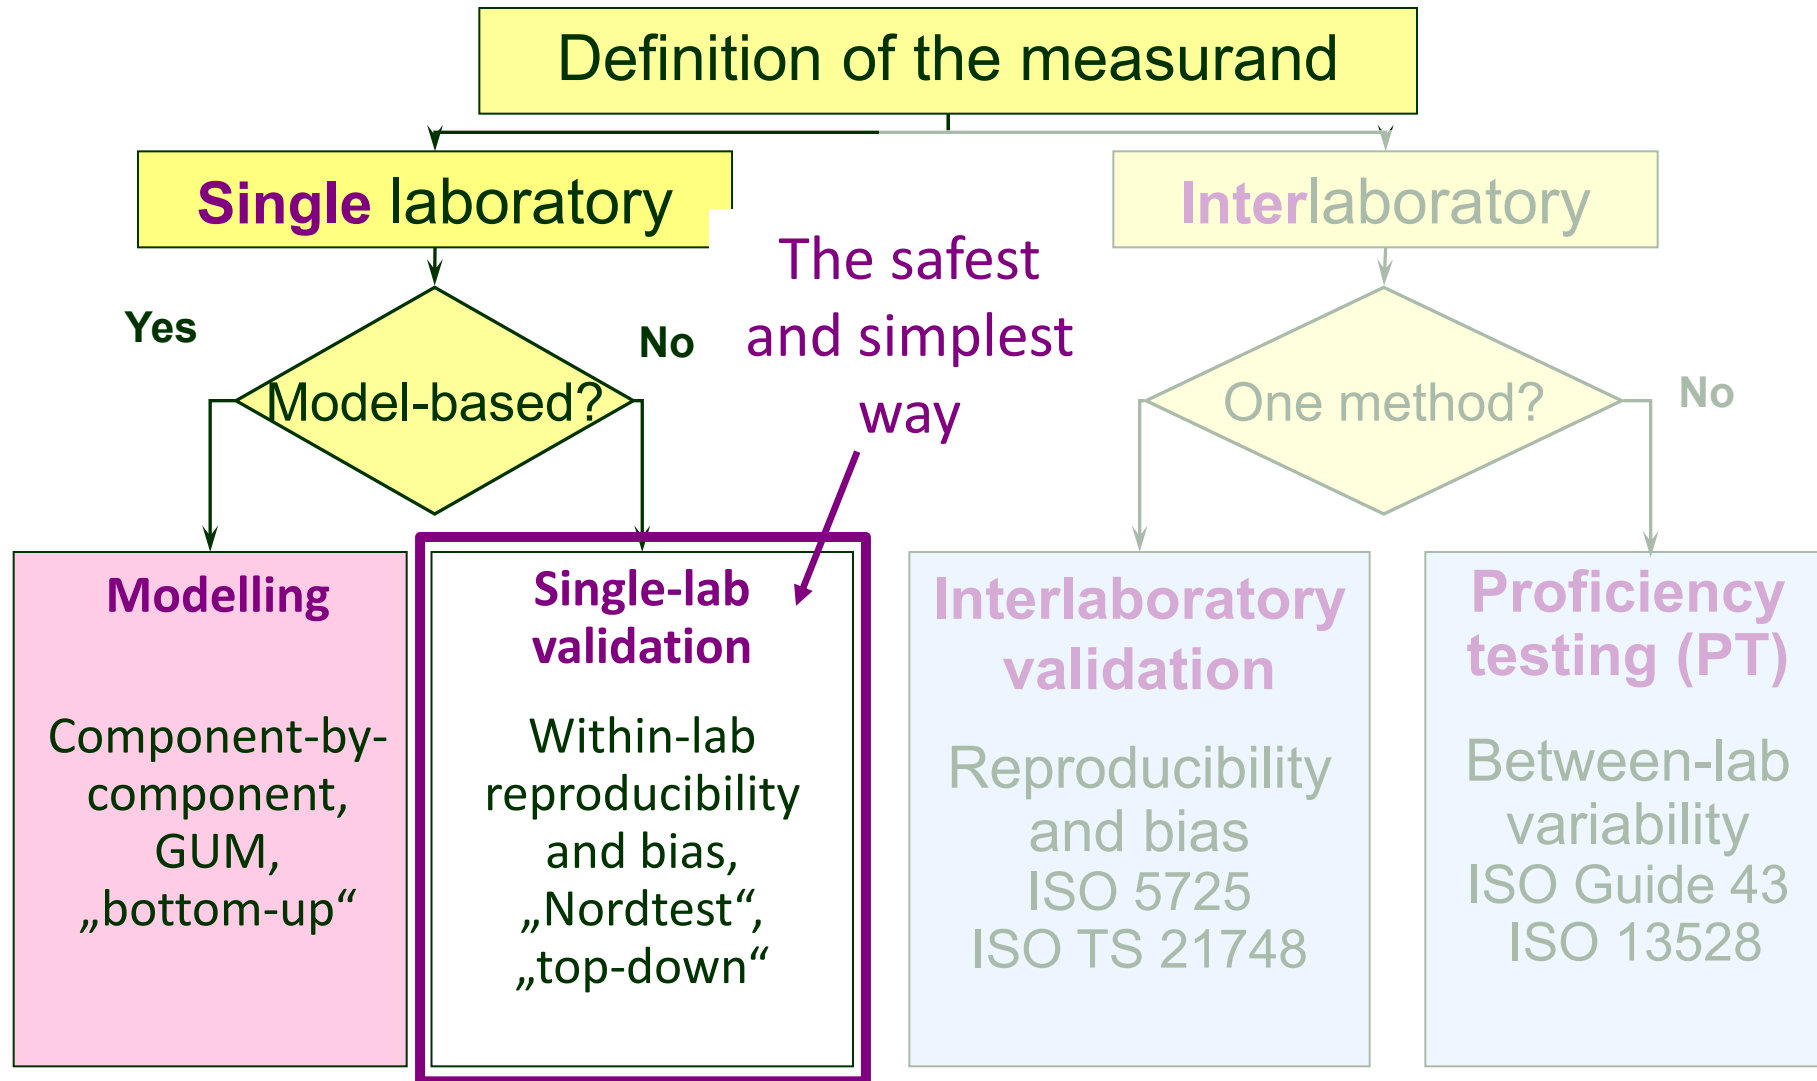 Definition of the measurand
Single laboratory
Interlaboratory
The safest
and simplest
way
Yes
No
Model-based?
One method?
No
Modelling
Component-by-
component,
GUM,
„bottom-up“
Single-lab
validation
Within-lab
reproducibility
and bias,
„Nordtest“,
„top-down“
Interlaboratory
validation
Reproducibility
and bias
ISO 5725
ISO TS 21748
Proficiency
testing (PT)
Between-lab
variability
ISO Guide 43
ISO 13528